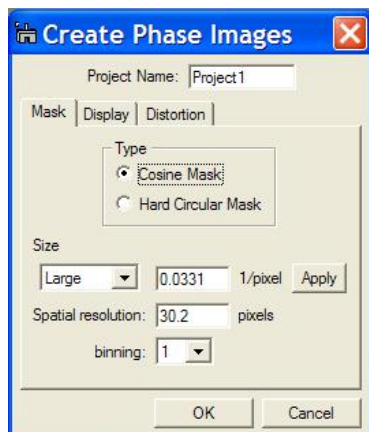 Create Phase Images
Project Name: Project1
Mask Display Distortion
Type
Cosine Mask
Hard Circular Mask
Size
Large 0.0331 1/pixel Apply
Spatial resolution: 30.2 pixels
binning: 1
OK Cancel